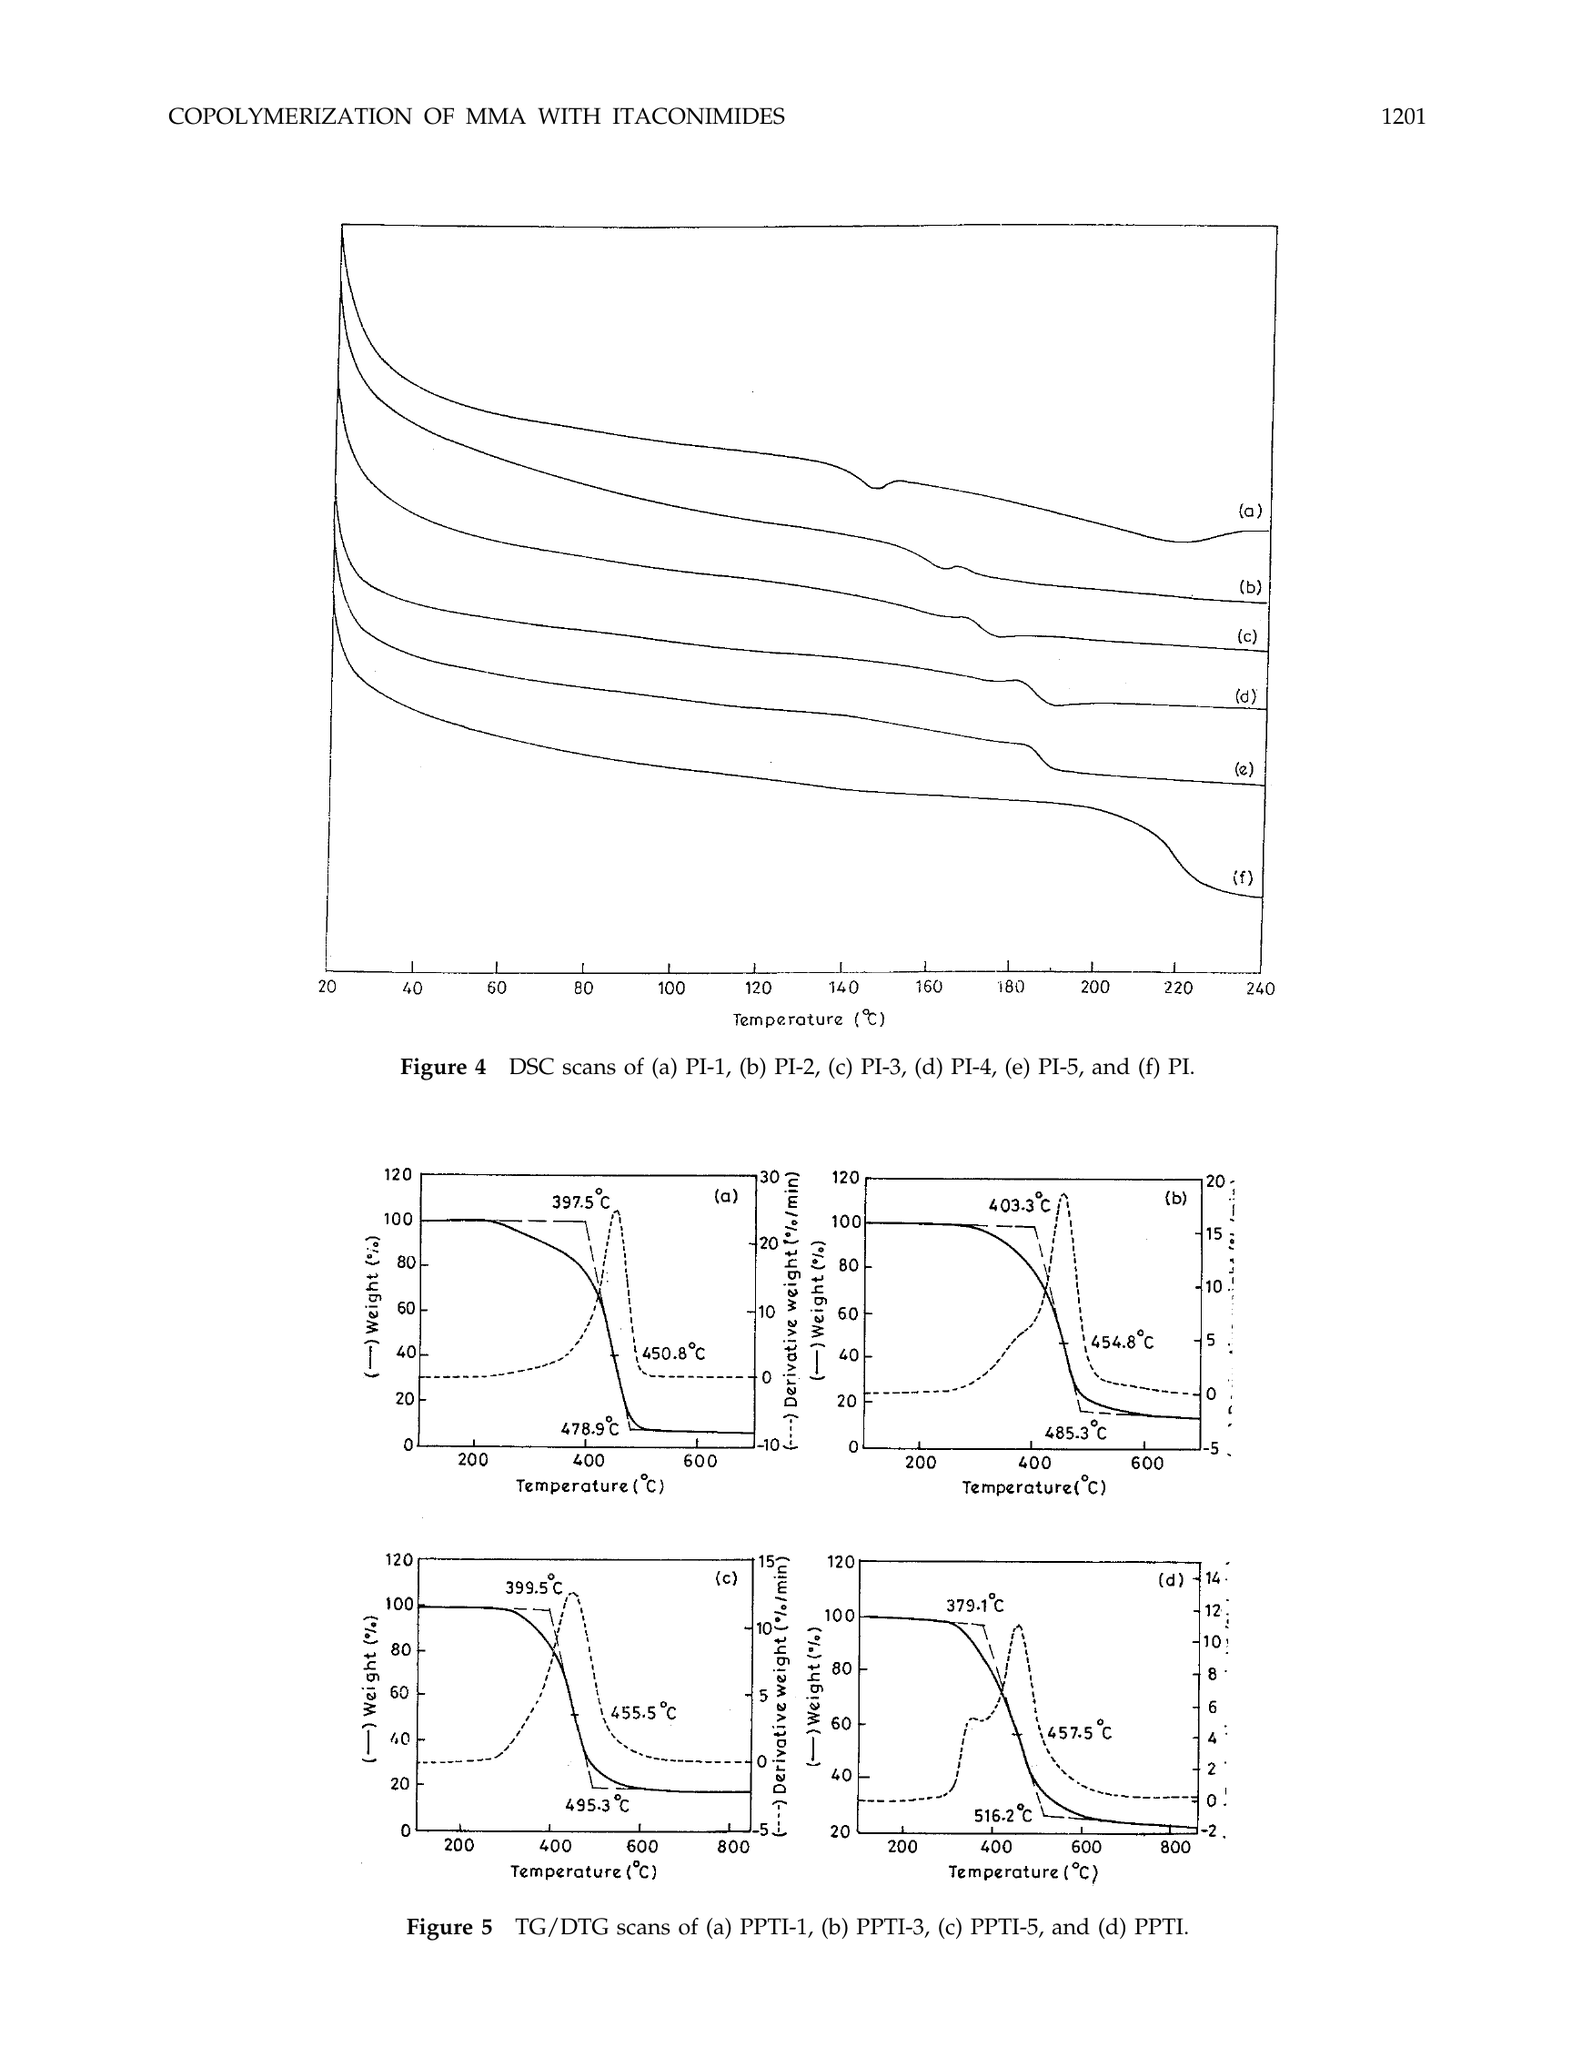 COPOLYMERIZATION OF MMA WITH ITACONIMIDES 1201
(a)
(b)
(c)
(d)
(e)
(f)
20 40 60 80 100 120 140 160 180 200 220 240
Temperature (°C)
Figure 4 DSC scans of (a) PI-1, (b) PI-2, (c) PI-3, (d) PI-4, (e) PI-5, and (f) PI.
(—) Weight (%)
120
100
80
60
40
20
0
397.5°C
(a)
450.8°C
478.9°C
30
20
10
0
-10
(----) Derivative weight (%/min)
200 400 600
Temperature (°C)
(—) Weight (%)
120
100
80
60
40
20
0
403.3°C
(b)
454.8°C
485.3°C
20
15
10
5
0
-5
200 400 600
Temperature (°C)
(—) Weight (%)
120
100
80
60
40
20
0
399.5°C
(c)
455.5°C
495.3°C
15
10
5
0
-5
(----) Derivative weight (%/min)
200 400 600 800
Temperature (°C)
(—) Weight (%)
120
100
80
60
40
20
379.1°C
(d)
457.5°C
516.2°C
14
12
10
8
6
4
2
0
-2
200 400 600 800
Temperature (°C)
Figure 5 TG/DTG scans of (a) PPTI-1, (b) PPTI-3, (c) PPTI-5, and (d) PPTI.